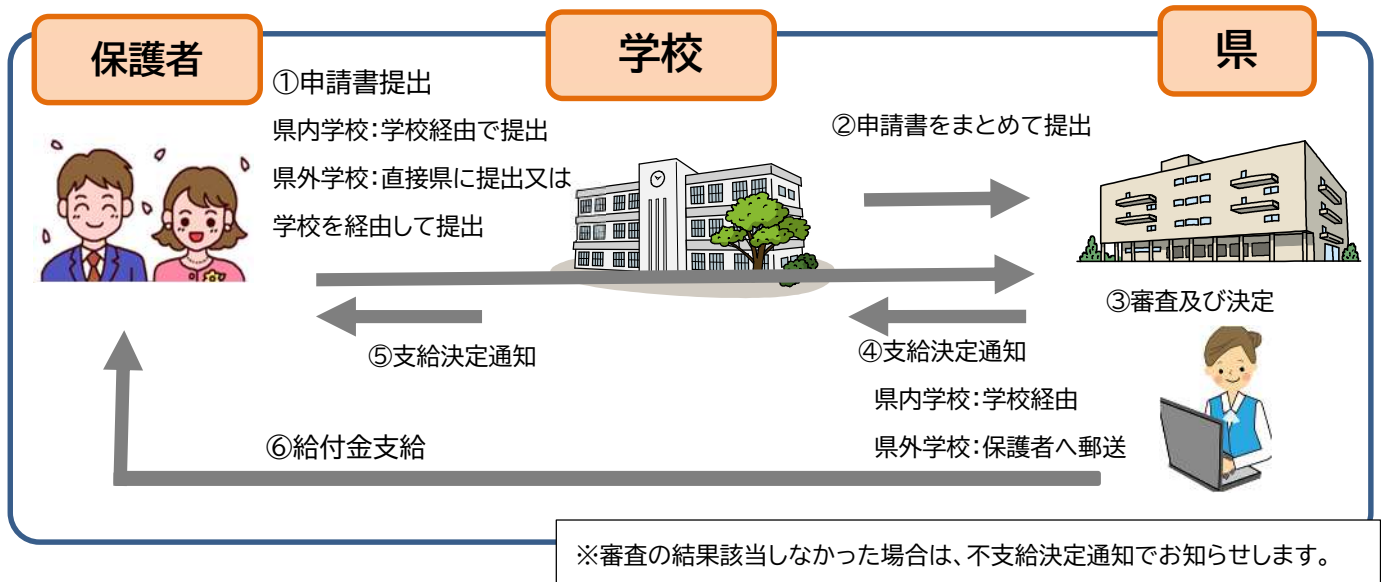 保護者
学校
県
①申請書提出
県内学校：学校経由で提出
県外学校：直接県に提出又は
学校を経由して提出
②申請書をまとめて提出
③審査及び決定
④支給決定通知
県内学校：学校経由
県外学校：保護者へ郵送
⑤支給決定通知
⑥給付金支給
※審査の結果該当しなかった場合は、不支給決定通知でお知らせします。